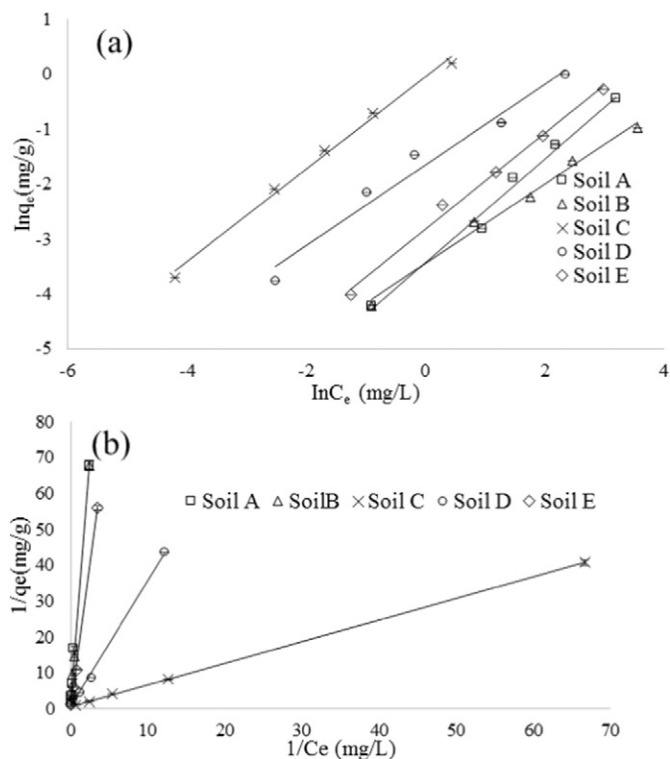 (a)
1
0
-1
-2
-3
-4
-5
lnqe(mg/g)
Soil A
Soil B
Soil C
Soil D
Soil E
-6 -4 -2 0 2 4
lnCe (mg/L)
(b)
80
70
60
50
40
30
20
10
0
1/qe(mg/g)
Soil A SoilB Soil C Soil D Soil E
0 10 20 30 40 50 60 70
1/Ce (mg/L)